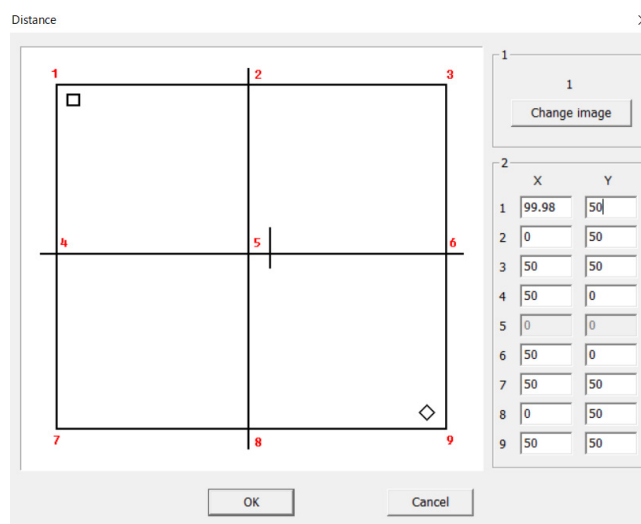 Distance
1 2 3
4 5 6
7 8 9
1
1
Change image
2
X Y
1 99.98 50
2 0 50
3 50 50
4 50 0
5 0 0
6 50 0
7 50 50
8 0 50
9 50 50
OK Cancel